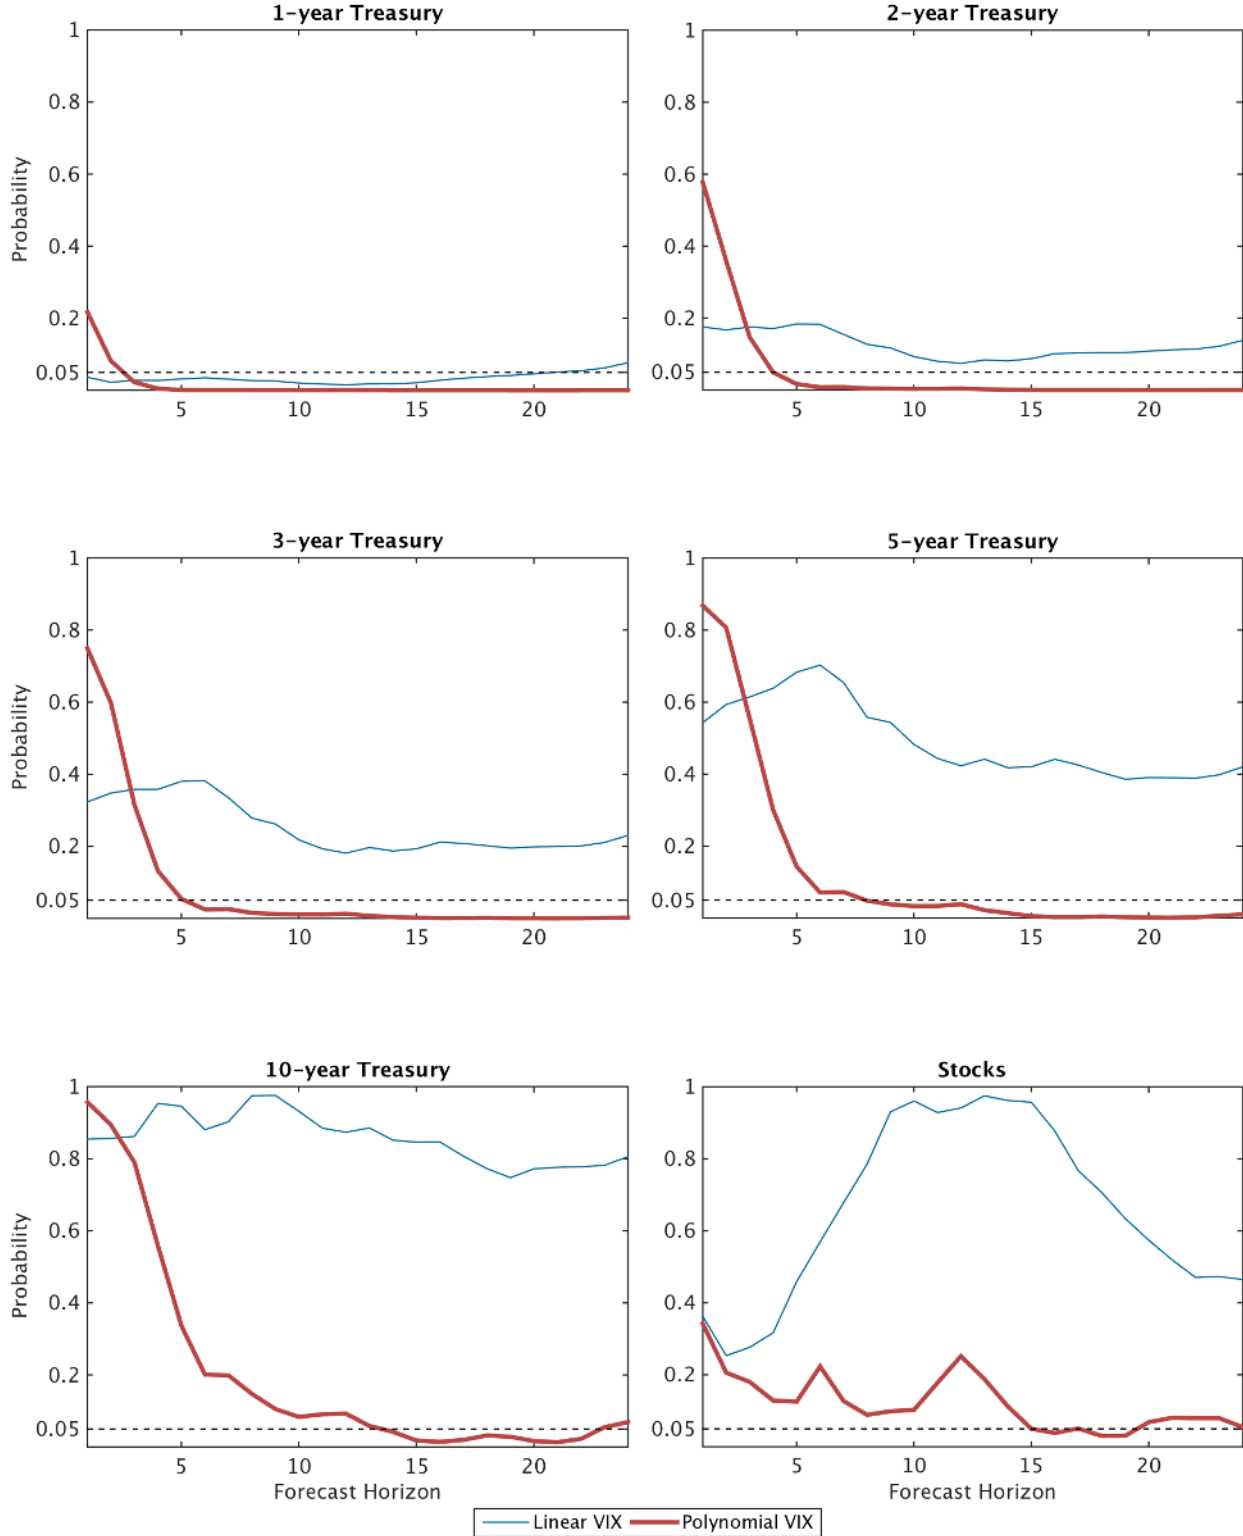 1-year Treasury
2-year Treasury
1
0.8
0.6
0.4
0.2
0.05
Probability
5 10 15 20
1
0.8
0.6
0.4
0.2
0.05
5 10 15 20
3-year Treasury
5-year Treasury
1
0.8
0.6
0.4
0.2
0.05
Probability
5 10 15 20
1
0.8
0.6
0.4
0.2
0.05
5 10 15 20
10-year Treasury
Stocks
1
0.8
0.6
0.4
0.2
0.05
Probability
5 10 15 20
Forecast Horizon
1
0.8
0.6
0.4
0.2
0.05
5 10 15 20
Forecast Horizon
Linear VIX Polynomial VIX